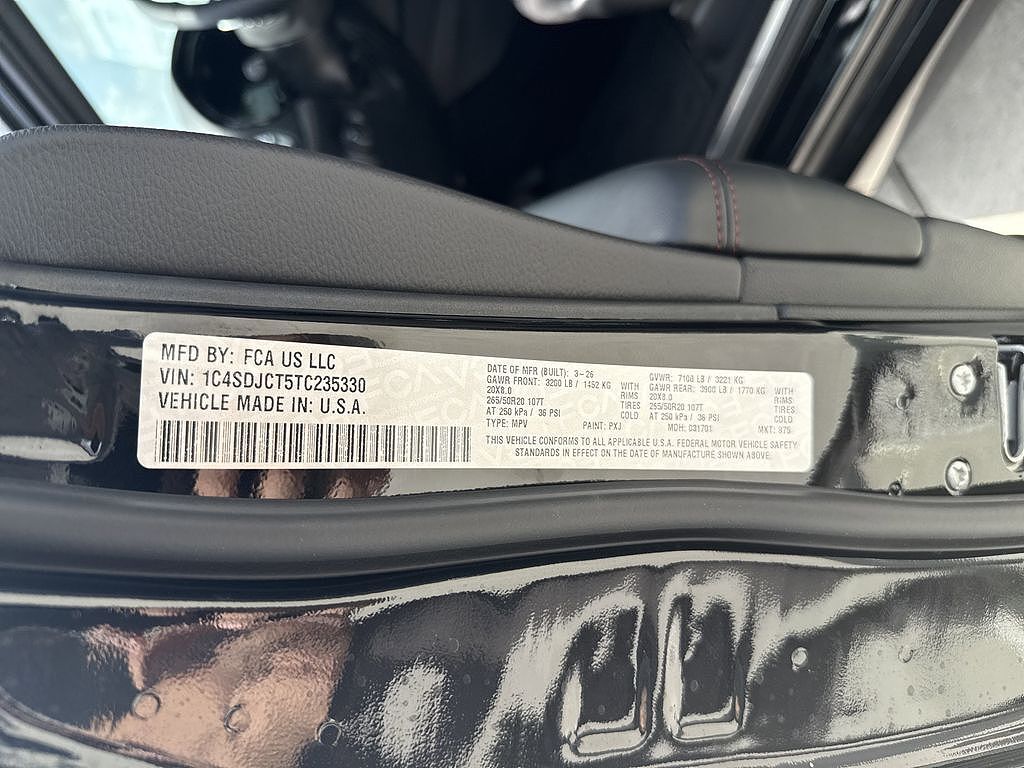 MFD BY: FCA US LLC
VIN: 1C4SDJCT5TC235330
VEHICLE MADE IN: U.S.A.
DATE OF MFR (BUILT): 3-26
GAWR FRONT: 3200 LB / 1452 KG WITH
20X8.0 RIMS
265/50R20 107T TIRES
AT 250 kPa / 36 PSI COLD
TYPE: MPV PAINT: PXJ
GVWR: 7100 LB / 3221 KG
GAWR REAR: 3900 LB / 1770 KG WITH
20X8.0 RIMS
265/50R20 107T TIRES
AT 250 kPa / 36 PSI COLD
MDH: 031701 MXT: 975
THIS VEHICLE CONFORMS TO ALL APPLICABLE U.S.A. FEDERAL MOTOR VEHICLE SAFETY
STANDARDS IN EFFECT ON THE DATE OF MANUFACTURE SHOWN ABOVE.